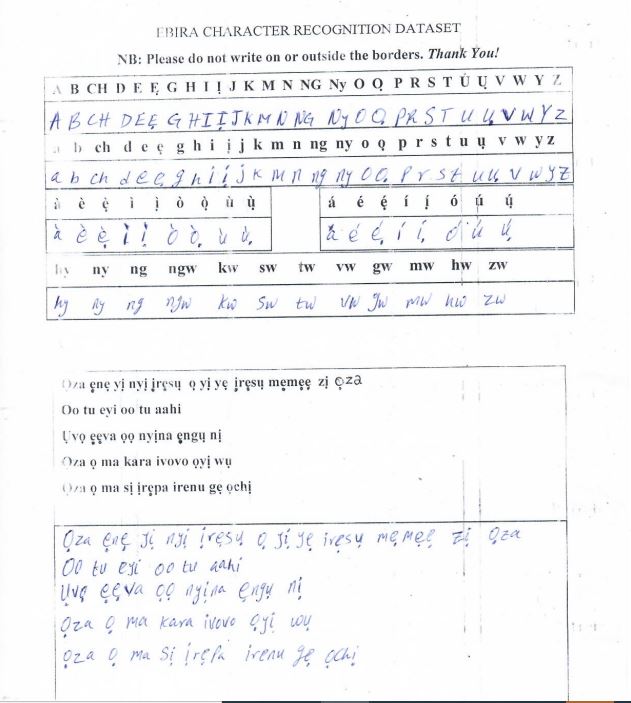 EBIRA CHARACTER RECOGNITION DATASET
NB: Please do not write on or outside the borders. Thank You!
A B CH D E Ẹ G H I Ị J K M N NG Ny O Ọ P R S T U Ụ V W Y Z
A B CH D E Ẹ G H I Ị J K M N NG Ny O Ọ P R S T U Ụ V W Y Z
a b ch d e ẹ g h i ị j k m n ng ny o ọ p r s t u ụ v w y z
a b ch d e ẹ g h i ị j k m n ng ny o ọ p r s t u ụ v w y z
à è ẹ̀ ì ị̀ ò ọ̀ ù ụ̀ á é ẹ́ í ị́ ó ú ụ́
à è ẹ̀ ì ị̀ ò ọ̀ ù ụ̀ á é ẹ́ í ị́ ó ú ụ́
hy ny ng ngw kw sw tw vw gw mw hw zw
hy ny ng ngw kw sw tw vw gw mw hw zw
Ọza ẹnẹ yị nyị ịrẹsụ ọ yị yẹ ịrẹsụ mẹmẹẹ zị ọza
Oo tu eyi oo tu aahi
Ụvọ ẹẹva ọọ nyịna ẹngụ nị
Ọza ọ ma kara ivovo ọyị wụ
Ọza ọ ma sị ịrẹpa irenu gẹ ọchị
Ọza ẹnẹ yị nyị ịrẹsụ ọ yị yẹ irẹsụ mẹmẹẹ zị ọza
Oo tu eyi oo tu aahi
Ụvọ ẹẹva ọọ nyịna ẹngụ nị
Ọza ọ ma kara ivovo ọyị wụ
Ọza ọ ma sị ịrẹpa irenu gẹ ọchị